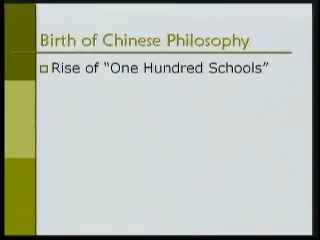 Birth of Chinese Philosophy
Rise of “One Hundred Schools”